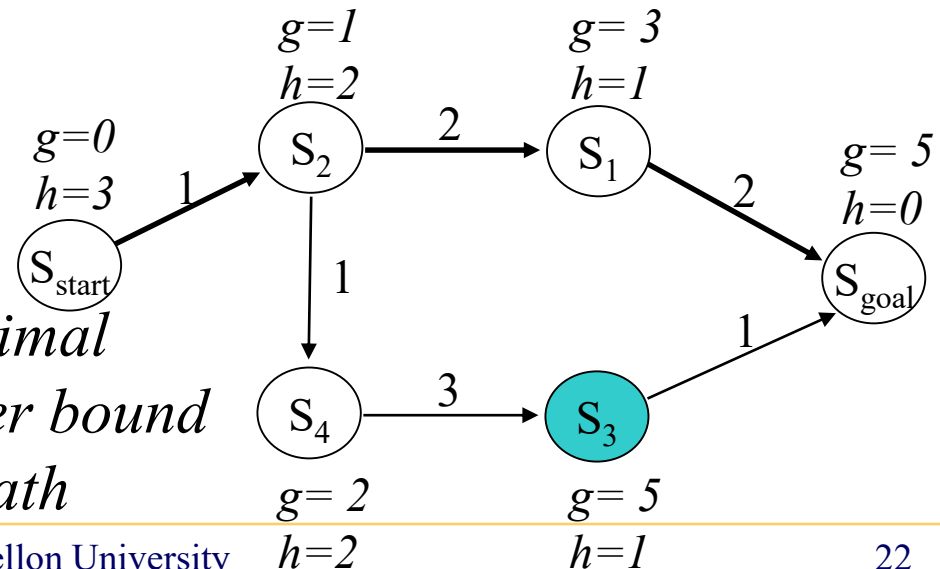 g=1
h=2
g= 3
h=1
g=0
h=3
g= 5
h=0
S2
S1
Sstart
Sgoal
1
2
2
1
3
1
S4
S3
g= 2
h=2
g= 5
h=1
imal
er bound
ath
ellon University
22